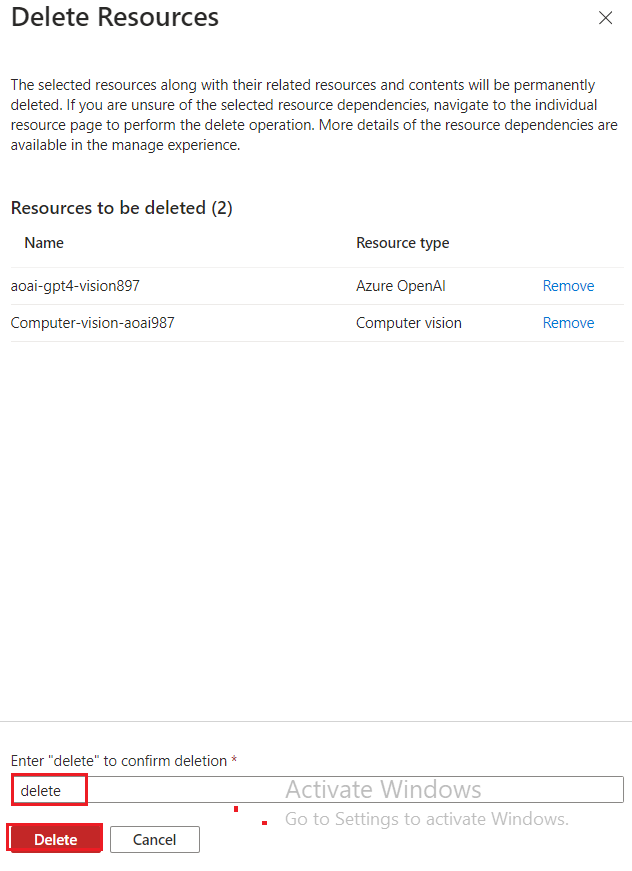 Delete Resources
The selected resources along with their related resources and contents will be permanently
deleted. If you are unsure of the selected resource dependencies, navigate to the individual
resource page to perform the delete operation. More details of the resource dependencies are
available in the manage experience.
Resources to be deleted (2)
Name Resource type
aoai-gpt4-vision897 Azure OpenAI Remove
Computer-vision-aoai987 Computer vision Remove
Enter "delete" to confirm deletion *
delete
Activate Windows
Go to Settings to activate Windows.
Delete Cancel